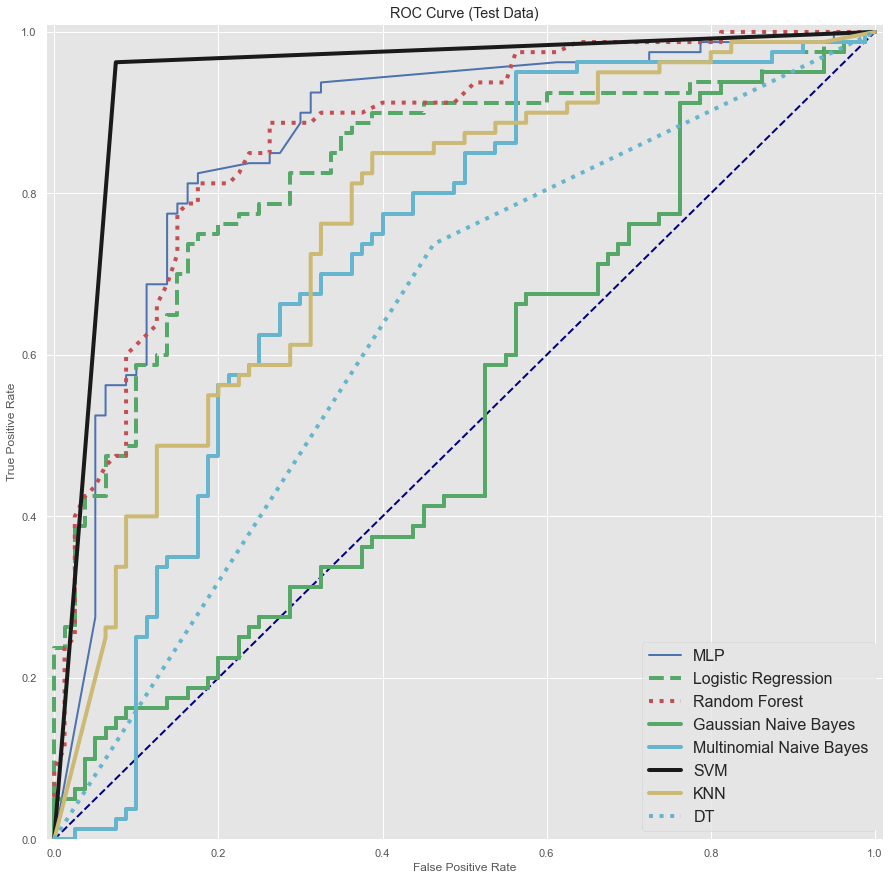 ROC Curve (Test Data)
1.0
0.8
0.6
0.4
0.2
0.0
True Positive Rate
0.0 0.2 0.4 0.6 0.8 1.0
False Positive Rate
MLP
Logistic Regression
Random Forest
Gaussian Naive Bayes
Multinomial Naive Bayes
SVM
KNN
DT